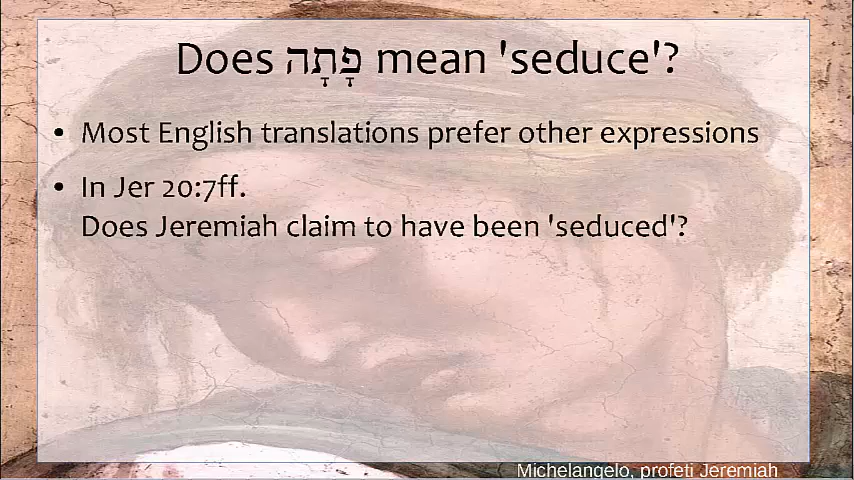 Does פָּתָה mean 'seduce'?
• Most English translations prefer other expressions
• In Jer 20:7ff.
Does Jeremiah claim to have been 'seduced'?
Michelangelo, profeti Jeremiah